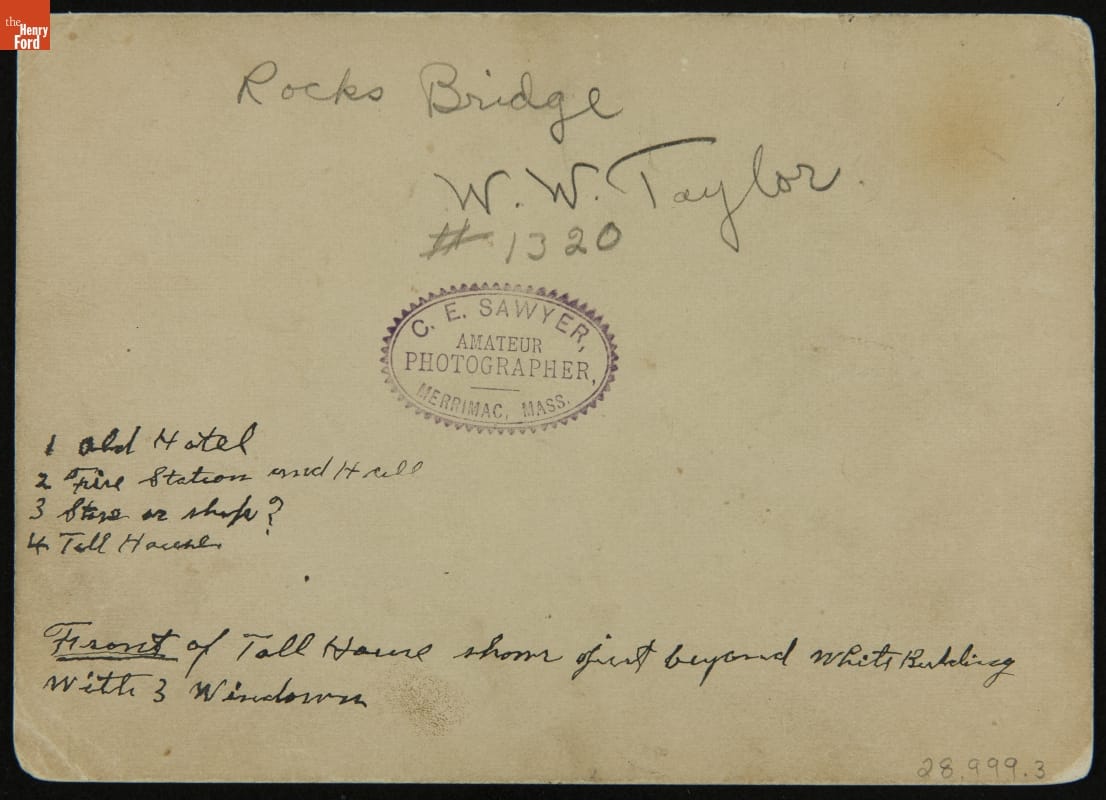 the
Henry
Ford
Rocks Bridge
W. W. Taylor.
# 1320
C. E. SAWYER,
AMATEUR
PHOTOGRAPHER,
MERRIMAC, MASS.
1 Old Hotel
2 Fire Station and Hall
3 Store or shop?
4 Toll House
Front of Toll House shows just beyond White Building
With 3 Windows
28.999.3